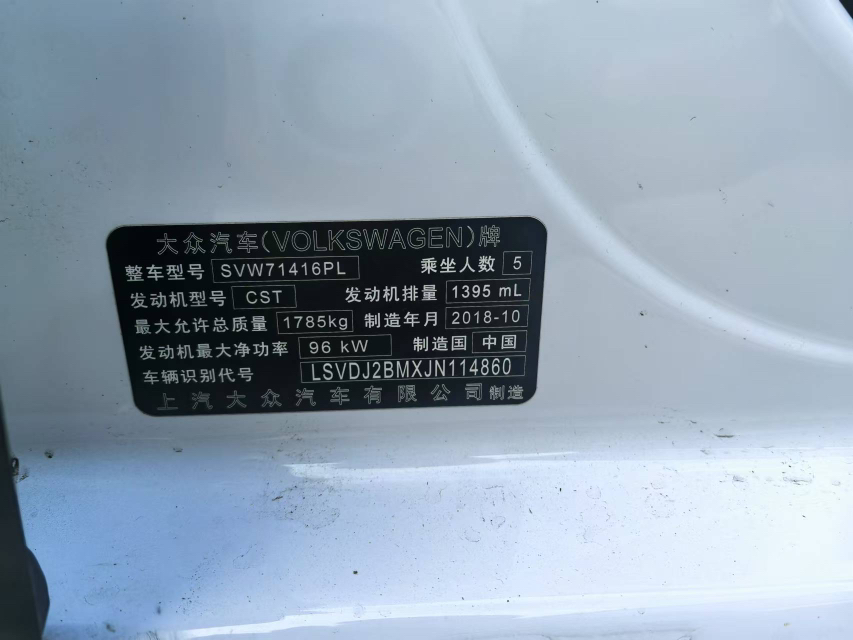 大众汽车(VOLKSWAGEN)牌
整车型号 SVW71416PL 乘坐人数 5
发动机型号 CST 发动机排量 1395 mL
最大允许总质量 1785kg 制造年月 2018-10
发动机最大净功率 96 kW 制造国 中国
车辆识别代号 LSVDJ2BMXJN114860
上汽大众汽车有限公司制造